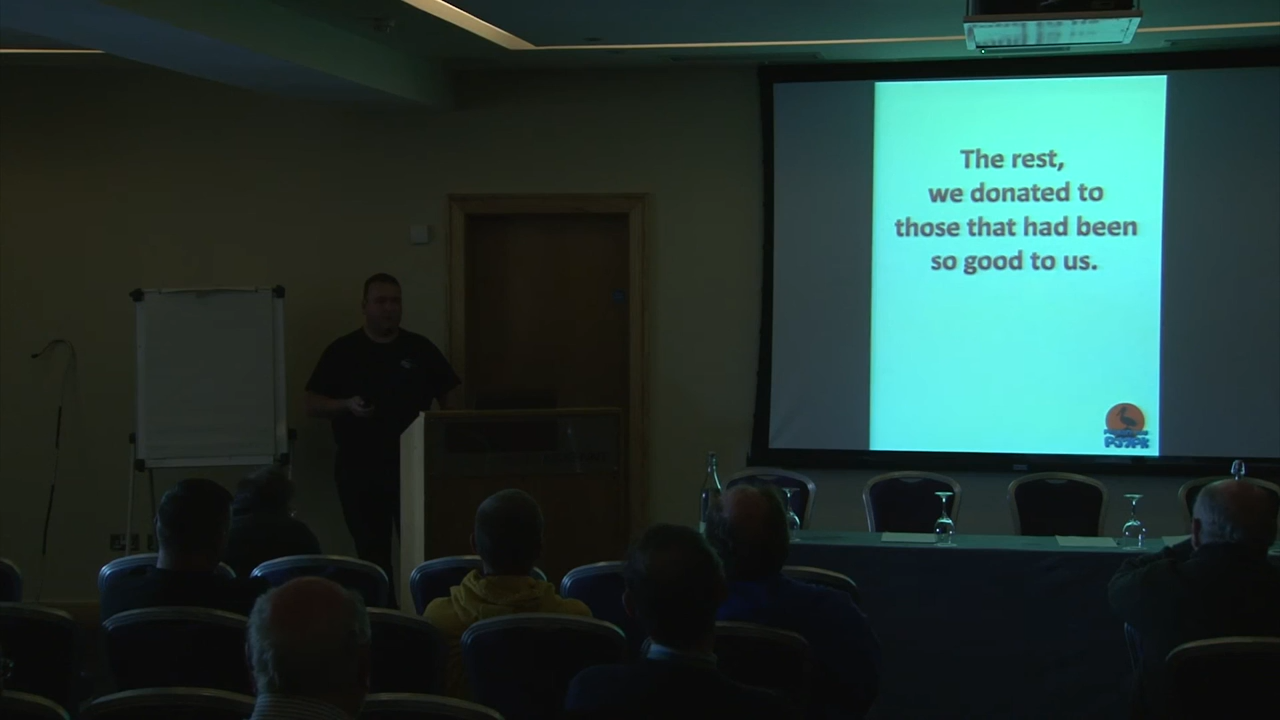 The rest,
we donated to
those that had been
so good to us.